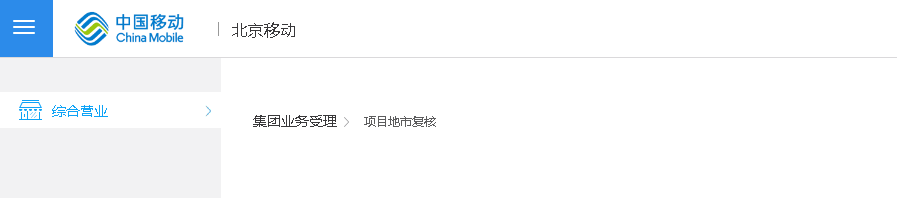 中国移动
China Mobile
北京移动
综合营业
集团业务受理
项目地市复核